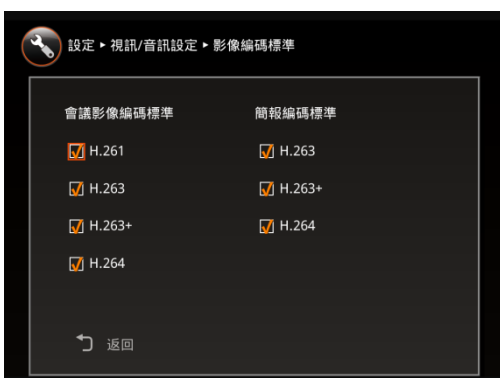 設定 ▸ 視訊/音訊設定 ▸ 影像編碼標準
會議影像編碼標準 簡報編碼標準
H.261 H.263
H.263 H.263+
H.263+ H.264
H.264
返回